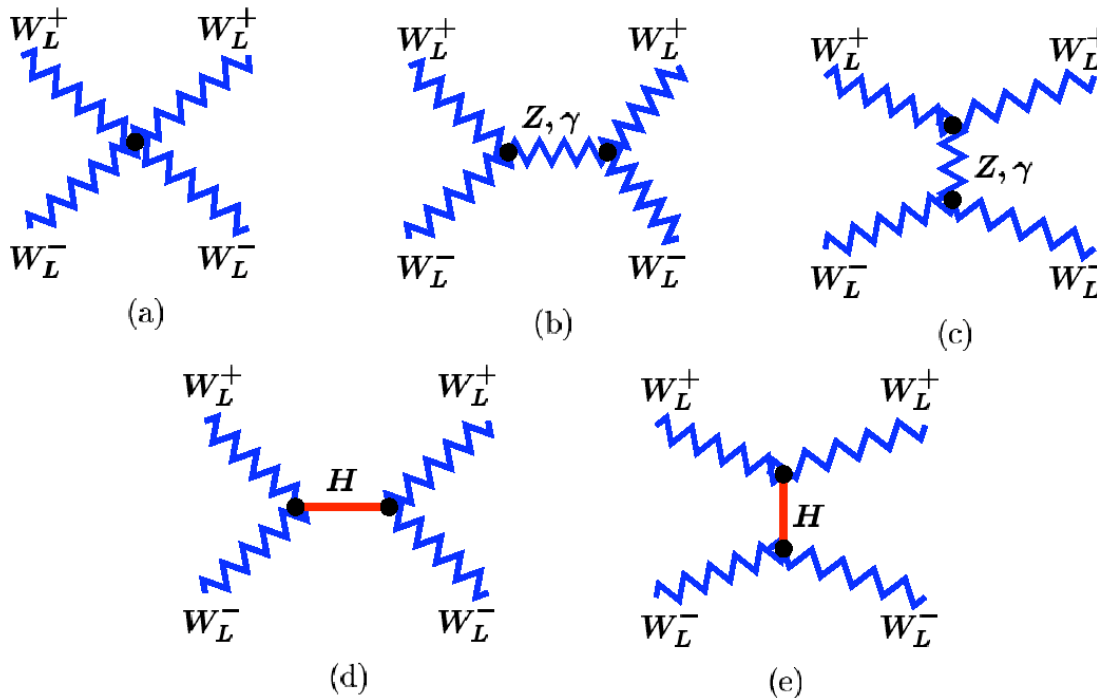 W_L^+ W_L^+
W_L^- W_L^-
(a)
W_L^+ W_L^+
Z, γ
W_L^- W_L^-
(b)
W_L^+ W_L^+
Z, γ
W_L^- W_L^-
(c)
W_L^+ W_L^+
H
W_L^- W_L^-
(d)
W_L^+ W_L^+
H
W_L^- W_L^-
(e)